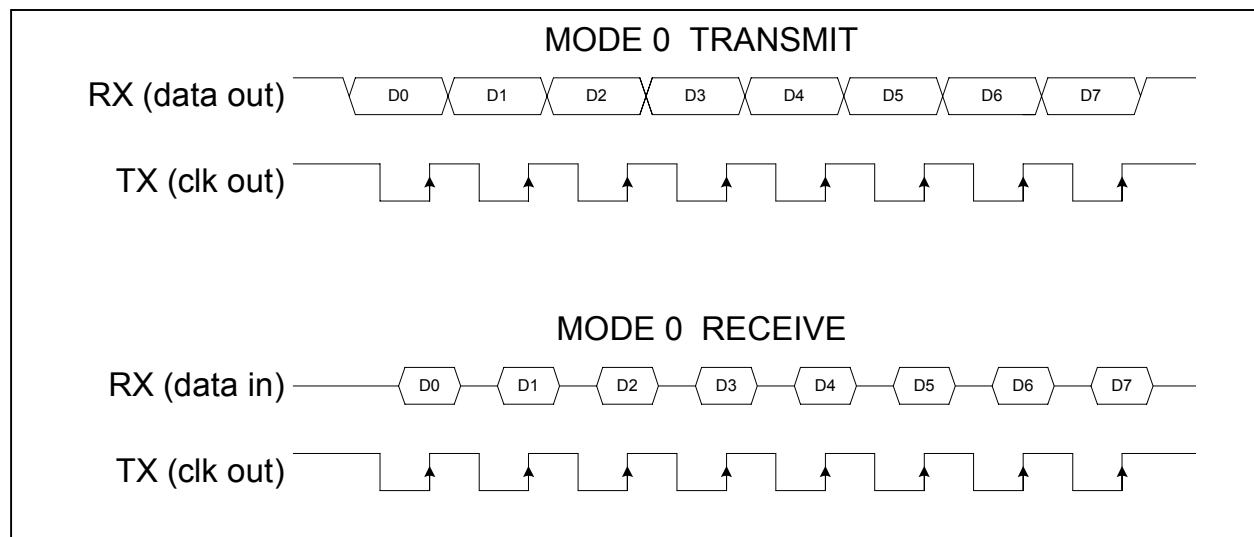 MODE 0 TRANSMIT
RX (data out) D0 D1 D2 D3 D4 D5 D6 D7
TX (clk out)
MODE 0 RECEIVE
RX (data in) D0 D1 D2 D3 D4 D5 D6 D7
TX (clk out)